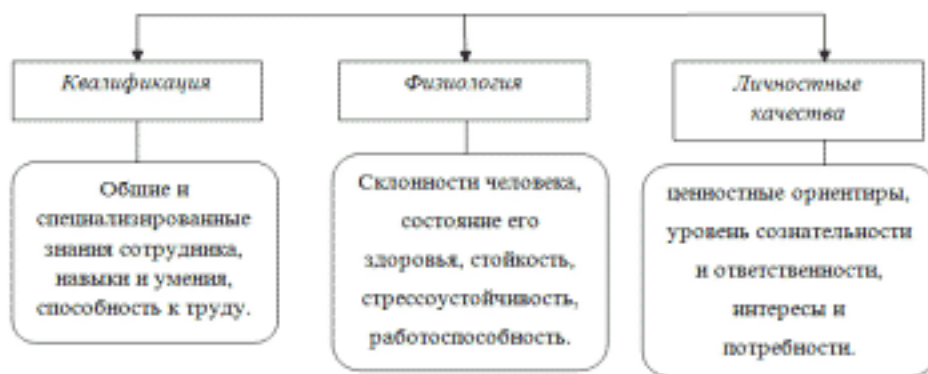 Квалификация
Общие и
специализированные
знания сотрудника,
навыки и умения,
способность к труду.
Физиология
Склонности человека,
состояние его
здоровья, стойкость,
стрессоустойчивость,
работоспособность.
Личностные
качества
ценностные ориентиры,
уровень сознательности
и ответственности,
интересы и
потребности.